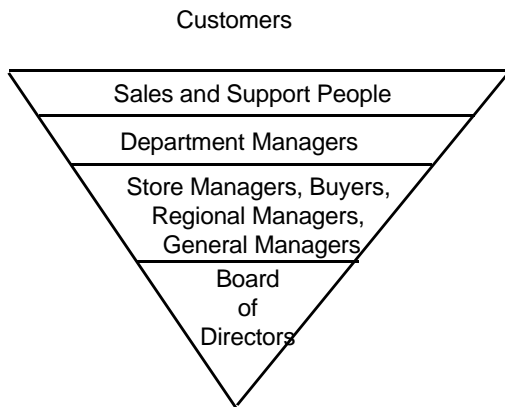 Customers
Sales and Support People
Department Managers
Store Managers, Buyers,
Regional Managers,
General Managers
Board
of
Directors